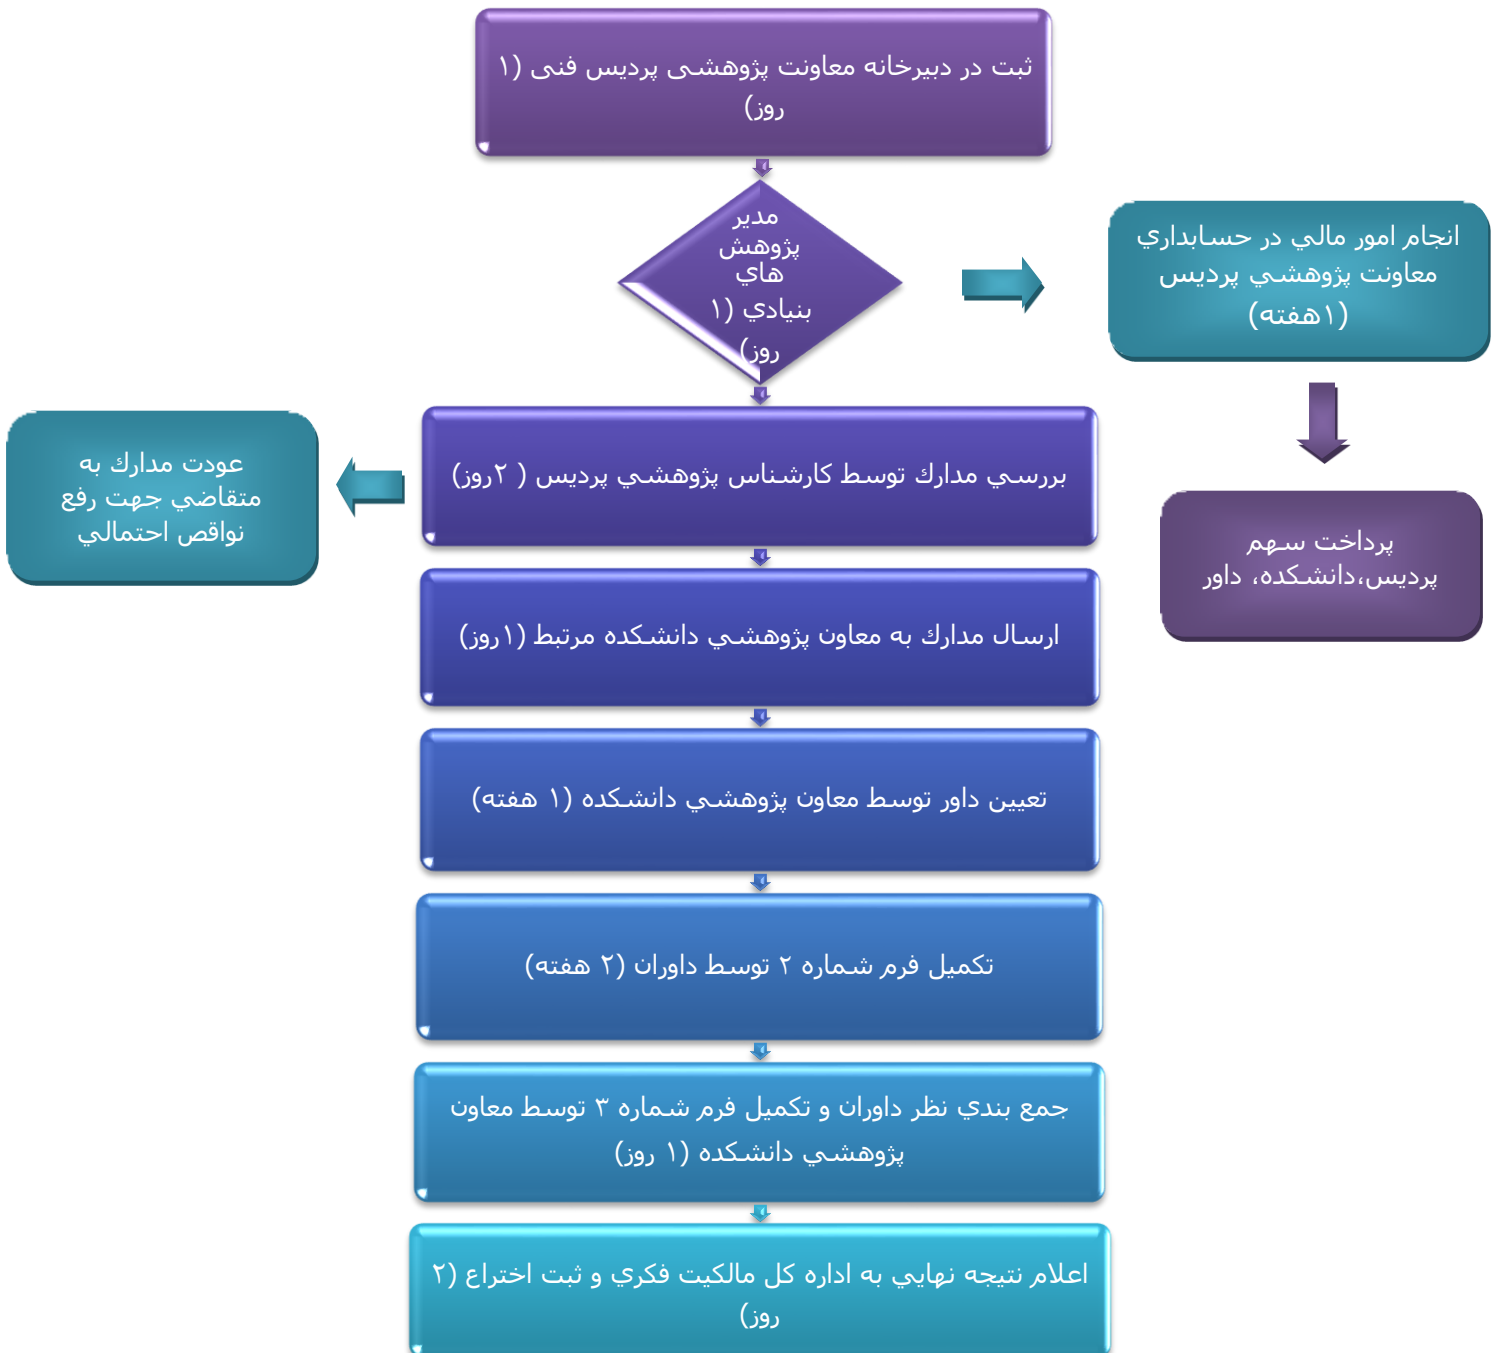 ثبت در دبیرخانه معاونت پژوهشی پردیس فنی (۱
روز)
مدير
پژوهش
هاي
بنيادي (۱
روز)
انجام امور مالي در حسابداري
معاونت پژوهشي پرديس
(۱هفته)
پرداخت سهم
پرديس،دانشكده، داور
بررسي مدارك توسط كارشناس پژوهشي پرديس ( ۲روز)
عودت مدارك به
متقاضي جهت رفع
نواقص احتمالي
ارسال مدارك به معاون پژوهشي دانشكده مرتبط (۱روز)
تعيين داور توسط معاون پژوهشي دانشكده (۱ هفته)
تكميل فرم شماره ۲ توسط داوران (۲ هفته)
جمع بندي نظر داوران و تكميل فرم شماره ۳ توسط معاون
پژوهشي دانشكده (۱ روز)
اعلام نتيجه نهايي به اداره كل مالكيت فكري و ثبت اختراع (۲
روز)